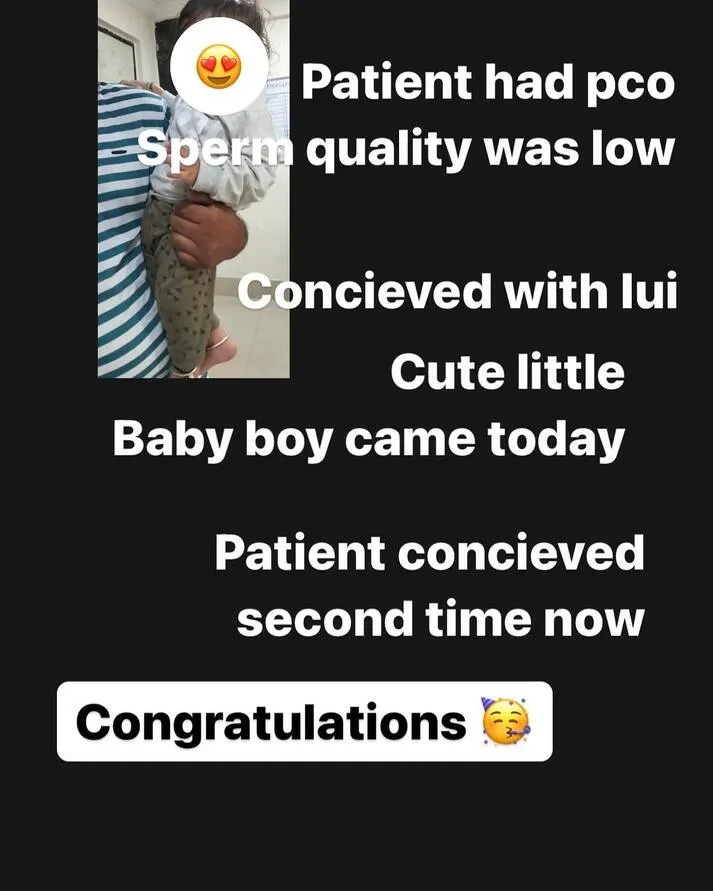 Patient had pco
Sperm quality was low
Concieved with lui
Cute little
Baby boy came today
Patient concieved
second time now
Congratulations 🥳